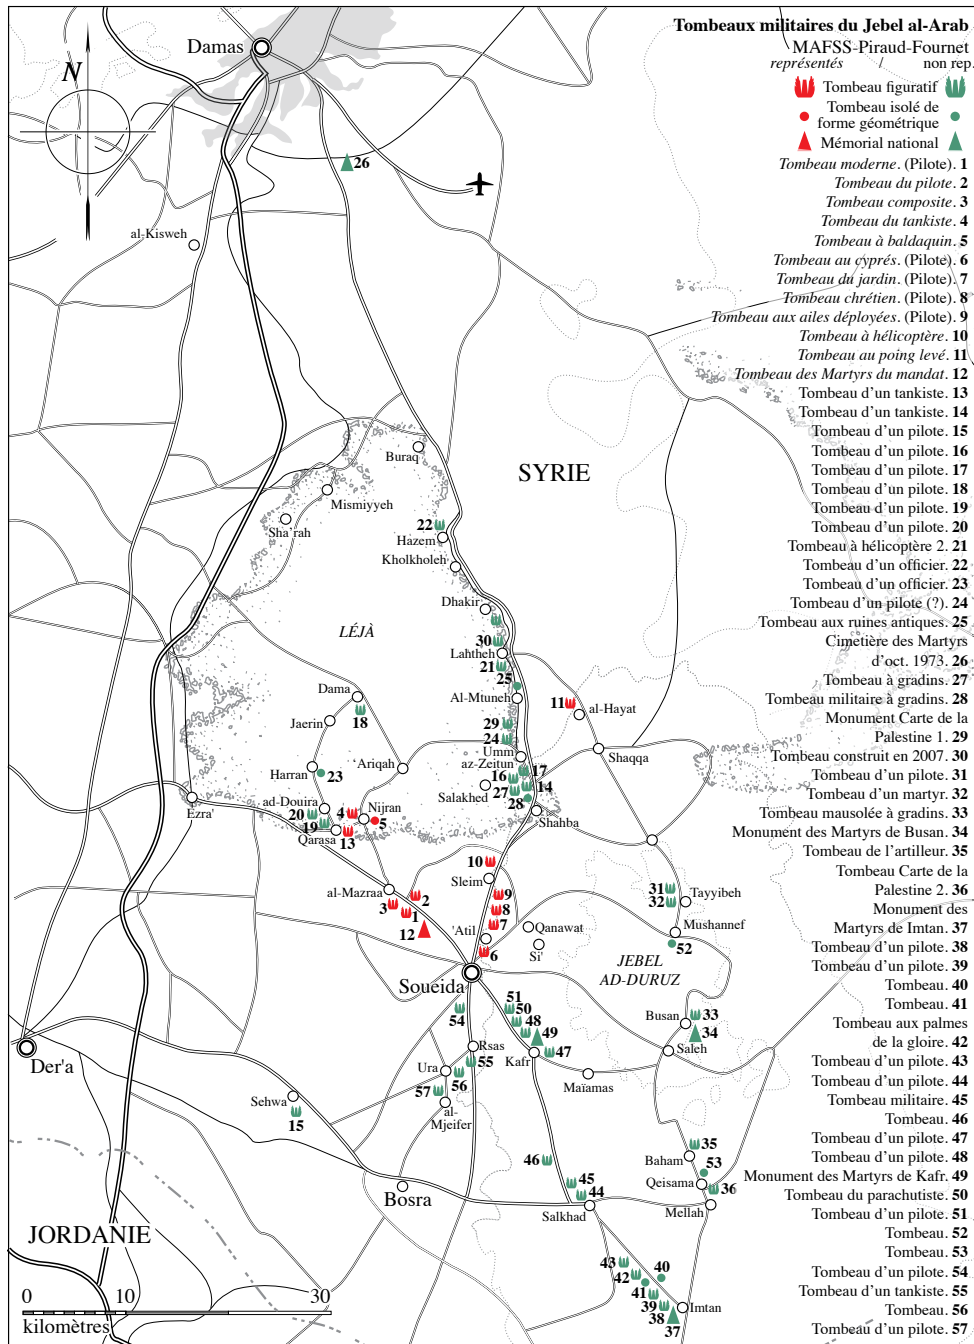 Tombeaux militaires du Jebel al-Arab
MAFSS-Piraud-Fournet
représentés / non rep.
Tombeau figuratif
Tombeau isolé de
forme géométrique
Mémorial national
Tombeau moderne. (Pilote). 1
Tombeau du pilote. 2
Tombeau composite. 3
Tombeau du tankiste. 4
Tombeau à baldaquin. 5
Tombeau au cyprés. (Pilote). 6
Tombeau du jardin. (Pilote). 7
Tombeau chrétien. (Pilote). 8
Tombeau aux ailes déployées. (Pilote). 9
Tombeau à hélicoptère. 10
Tombeau au poing levé. 11
Tombeau des Martyrs du mandat. 12
Tombeau d'un tankiste. 13
Tombeau d'un tankiste. 14
Tombeau d'un pilote. 15
Tombeau d'un pilote. 16
Tombeau d'un pilote. 17
Tombeau d'un pilote. 18
Tombeau d'un pilote. 19
Tombeau d'un pilote. 20
Tombeau à hélicoptère 2. 21
Tombeau d'un officier. 22
Tombeau d'un officier. 23
Tombeau d'un pilote (?). 24
Tombeau aux ruines antiques. 25
Cimetière des Martyrs
d'oct. 1973. 26
Tombeau à gradins. 27
Tombeau militaire à gradins. 28
Monument Carte de la
Palestine 1. 29
Tombeau construit en 2007. 30
Tombeau d'un pilote. 31
Tombeau d'un martyr. 32
Tombeau mausolée à gradins. 33
Monument des Martyrs de Busan. 34
Tombeau de l'artilleur. 35
Tombeau Carte de la
Palestine 2. 36
Monument des
Martyrs de Imtan. 37
Tombeau d'un pilote. 38
Tombeau d'un pilote. 39
Tombeau. 40
Tombeau. 41
Tombeau aux palmes
de la gloire. 42
Tombeau d'un pilote. 43
Tombeau d'un pilote. 44
Tombeau militaire. 45
Tombeau. 46
Tombeau d'un pilote. 47
Tombeau d'un pilote. 48
Monument des Martyrs de Kafr. 49
Tombeau du parachutiste. 50
Tombeau d'un pilote. 51
Tombeau. 52
Tombeau. 53
Tombeau d'un pilote. 54
Tombeau d'un tankiste. 55
Tombeau. 56
Tombeau d'un pilote. 57
Damas
N
26
al-Kisweh
Buraq
SYRIE
Mismiyyeh
Sha'rah
22
Hazem
Kholkholeh
Dhakir
LÉJÀ
30
Lahtheh
21
25
Dama
Al-Mtuneh
11
al-Hayat
18
Jaerin
29
24
Umm
az-Zeitun
Shaqqa
'Ariqah
Harran
23
17
16
14
Salakhed
27
28
Ezra'
ad-Douira
20
19
4
Nijran
5
Shahba
Qarasa
13
10
Sleim
al-Mazraa
2
3
1
12
9
8
7
'Atil
6
31
32
Tayyibeh
Qanawat
Si'
Mushannef
52
JEBEL
AD-DURUZ
Soueida
54
51
50
48
49
Kafr
47
Busan
33
34
Saleh
Der'a
Rsas
55
Ura
56
57
al-
Mjeifer
Maïamas
Sehwa
15
35
Baham
53
Qeisama
36
46
45
44
Bosra
Salkhad
Mellah
JORDANIE
43
42
40
41
39
38
37
Imtan
0 10 30
kilomètres